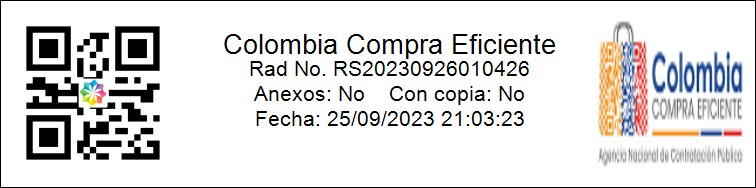 Colombia Compra Eficiente
Rad No. RS20230926010426
Anexos: No    Con copia: No
Fecha: 25/09/2023 21:03:23
Colombia
COMPRA EFICIENTE
Agencia Nacional de Contratación Pública